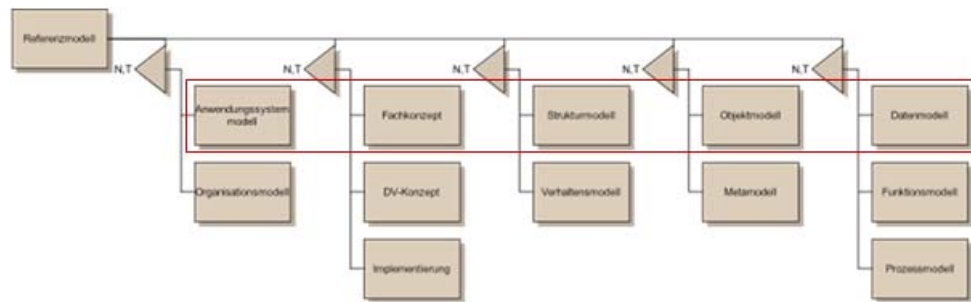 Referenzmodell
N,T
N,T
N,T
N,T
N,T
Anwendungssystem
modell
Fachkonzept
Strukturmodell
Objektmodell
Datenmodell
Organisationsmodell
DV-Konzept
Verhaltensmodell
Metamodell
Funktionsmodell
Implementierung
Prozessmodell